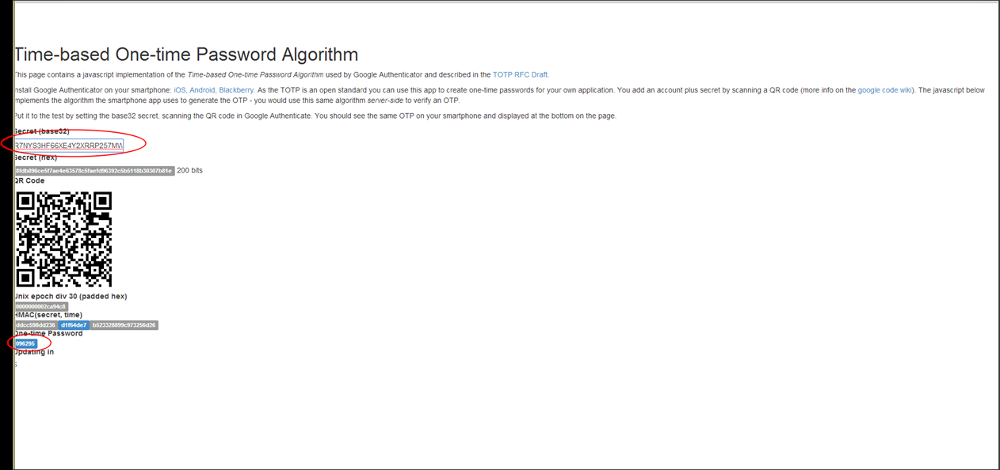 Time-based One-time Password Algorithm
This page contains a javascript implementation of the Time-based One-time Password Algorithm used by Google Authenticator and described in the TOTP RFC Draft.
Install Google Authenticator on your smartphone: iOS, Android, Blackberry. As the TOTP is an open standard you can use this app to create one-time passwords for your own application. You add an account plus secret by scanning a QR code (more info on the google code wiki). The javascript below
implements the algorithm the smartphone app uses to generate the OTP - you would use this same algorithm server-side to verify an OTP.
Put it to the test by setting the base32 secret, scanning the QR code in Google Authenticate. You should see the same OTP on your smartphone and displayed at the bottom on the page.
Secret (base32)
R7NYS3HF66XE4Y2XRRP257MW
Secret (hex)
8fdb896ce5f7ae4e63578c5faefd96392c5b5118b30307b01e 200 bits
QR Code
Unix epoch div 30 (padded hex)
0000000002ca94c8
HMAC(secret, time)
ddcc598dd236 d1f64de7 b523328899c973256d26
One-time Password
096295
Updating in